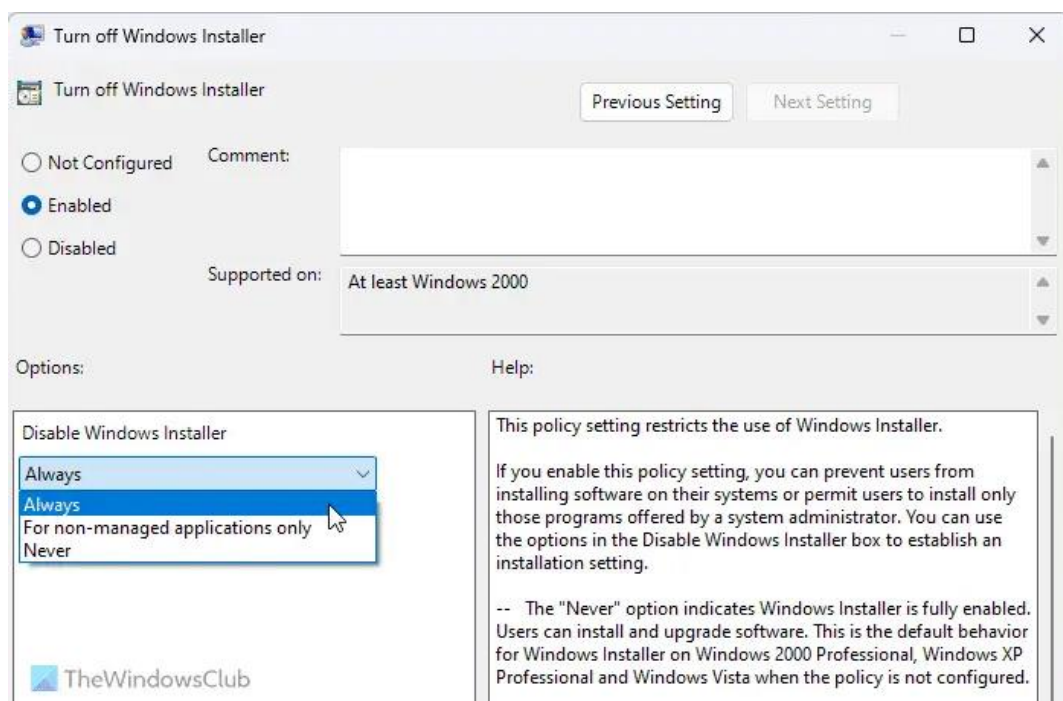 Turn off Windows Installer
Turn off Windows Installer
Previous Setting
Next Setting
Not Configured
Enabled
Disabled
Comment:
Supported on:
At least Windows 2000
Options:
Help:
Disable Windows Installer
Always
Always
For non-managed applications only
Never
TheWindowsClub
This policy setting restricts the use of Windows Installer.
If you enable this policy setting, you can prevent users from
installing software on their systems or permit users to install only
those programs offered by a system administrator. You can use
the options in the Disable Windows Installer box to establish an
installation setting.
-- The "Never" option indicates Windows Installer is fully enabled.
Users can install and upgrade software. This is the default behavior
for Windows Installer on Windows 2000 Professional, Windows XP
Professional and Windows Vista when the policy is not configured.